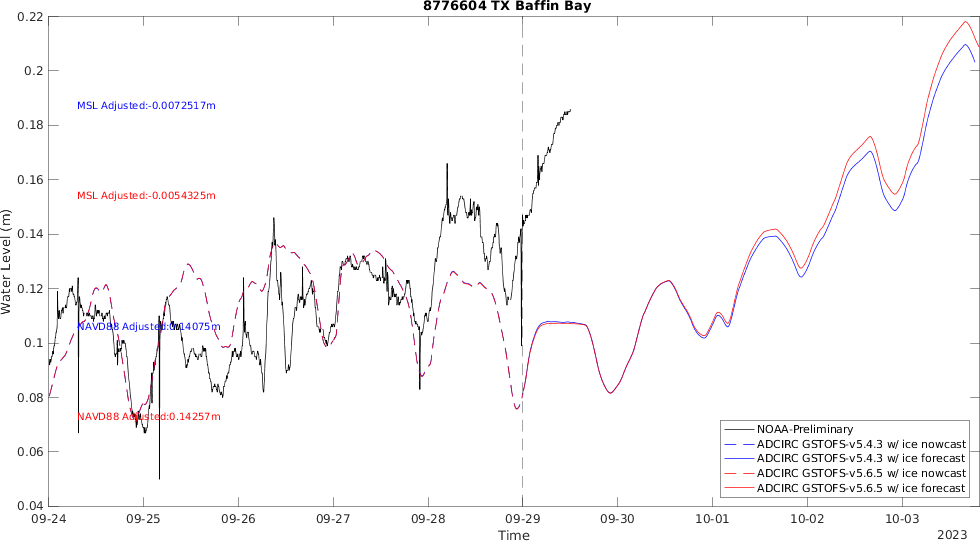 8776604 TX Baffin Bay
0.22
0.2
0.18
0.16
0.14
0.12
0.1
0.08
0.06
0.04
Water Level (m)
MSL Adjusted:-0.0072517m
MSL Adjusted:-0.0054325m
NAVD88 Adjusted:0.14075m
NAVD88 Adjusted:0.14257m
NOAA-Preliminary
ADCIRC GSTOFS-v5.4.3 w/ ice nowcast
ADCIRC GSTOFS-v5.4.3 w/ ice forecast
ADCIRC GSTOFS-v5.6.5 w/ ice nowcast
ADCIRC GSTOFS-v5.6.5 w/ ice forecast
09-24 09-25 09-26 09-27 09-28 09-29 09-30 10-01 10-02 10-03
Time
2023